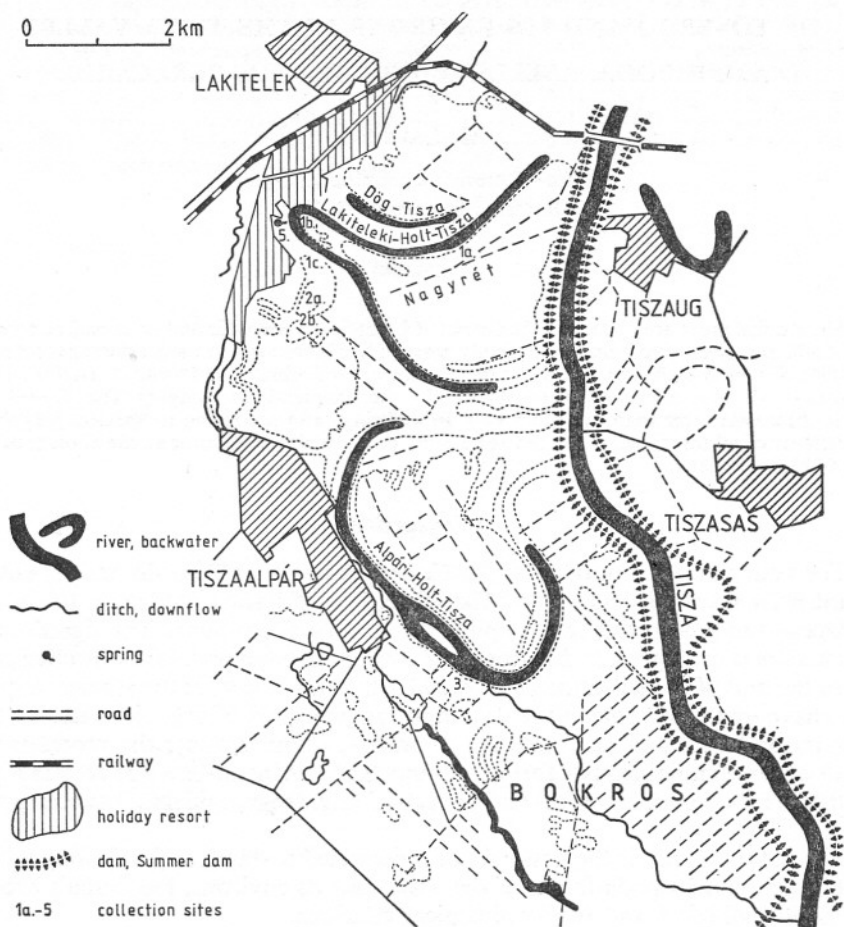 0 2 km
LAKITELEK
Dög-Tisza
Lakiteleki-Holt-Tisza
1b.
5.
1a.
1c.
Nagyrét
2a.
2b.
TISZAUG
TISZASAS
TISZAALPÁR
Alpári-Holt-Tisza
TISZA
3.
BOKROS
river, backwater
ditch, downflow
spring
road
railway
holiday resort
dam, Summer dam
1a.-5 collection sites